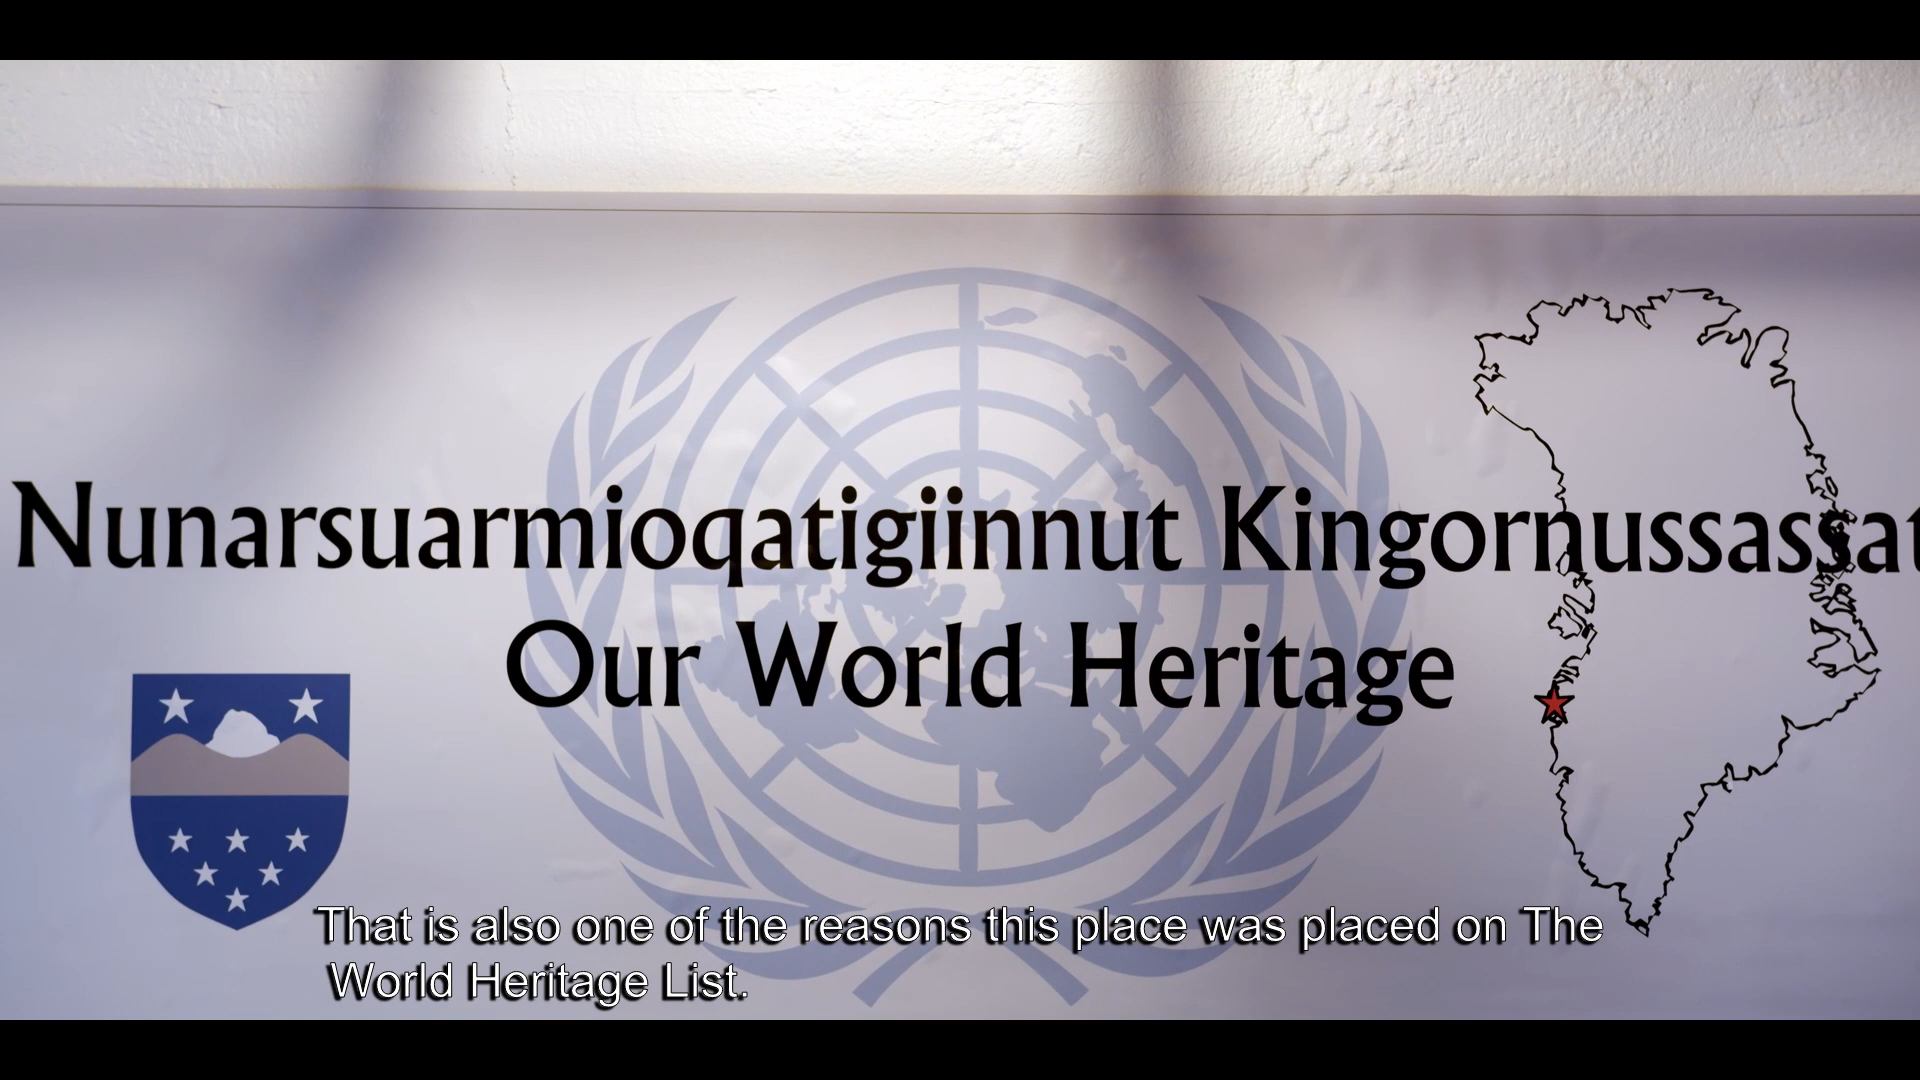 Nunarsuarmioqatigiinnut Kingornussassat
Our World Heritage
That is also one of the reasons this place was placed on The
World Heritage List.